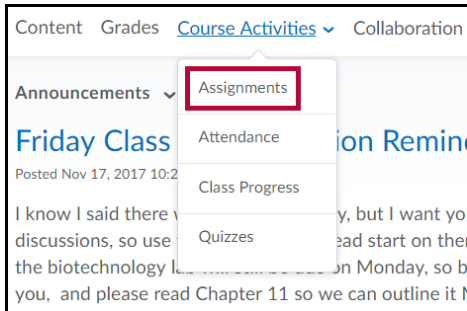 Content Grades Course Activities Collaboration
Announcements
Assignments
Friday Class ion Remin
Attendance
Posted Nov 17, 2017 10:2
Class Progress
I know I said there y, but I want yo
Quizzes
discussions, so use ead start on the
the biotechnology on Monday, so b
you, and please read Chapter 11 so we can outline it